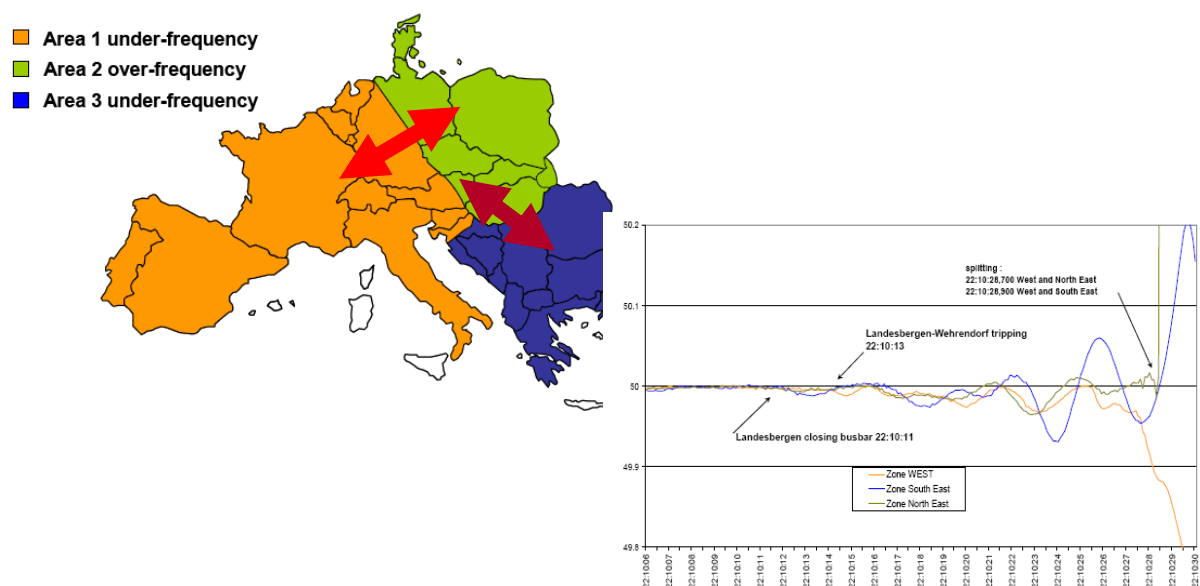 Area 1 under-frequency
Area 2 over-frequency
Area 3 under-frequency
50.2
50.1
50
49.9
49.8
splitting :
22:10:28,700 West and North East
22:10:28,900 West and South East
Landesbergen-Wehrendorf tripping
22:10:13
Landesbergen closing busbar 22:10:11
Zone WEST
Zone South East
Zone North East
22:10:06
22:10:07
22:10:08
22:10:09
22:10:10
22:10:11
22:10:12
22:10:13
22:10:14
22:10:15
22:10:16
22:10:17
22:10:18
22:10:19
22:10:20
22:10:21
22:10:22
22:10:23
22:10:24
22:10:25
22:10:26
22:10:27
22:10:28
22:10:29
22:10:30